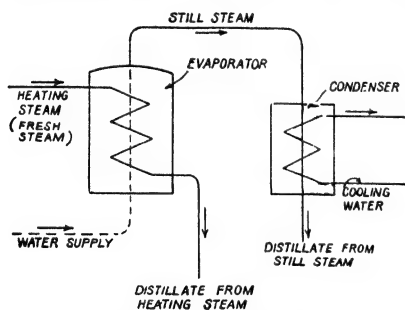 STILL STEAM
EVAPORATOR
CONDENSER
HEATING
STEAM
(FRESH
STEAM)
COOLING
WATER
WATER SUPPLY
DISTILLATE FROM
STILL STEAM
DISTILLATE FROM
HEATING STEAM